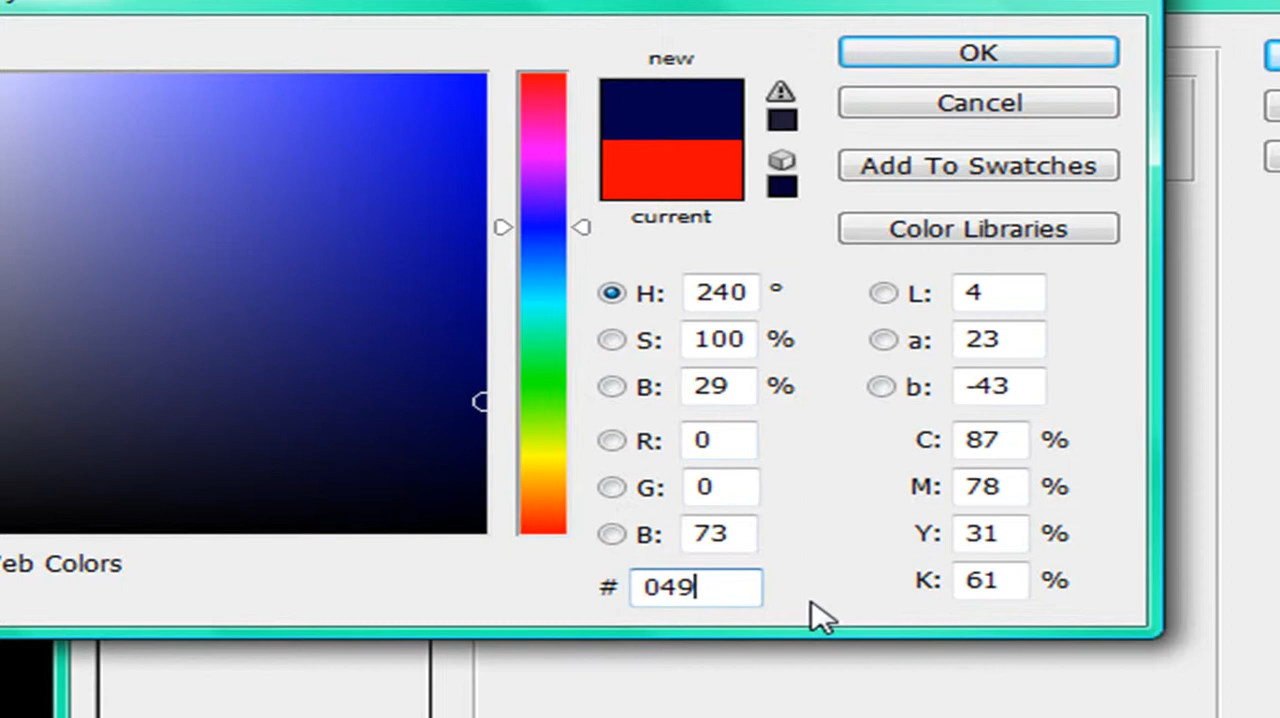 new
OK
Cancel
Add To Swatches
current
Color Libraries
H: 240 °
L: 4
S: 100 %
a: 23
B: 29 %
b: -43
R: 0
C: 87 %
G: 0
M: 78 %
B: 73
Y: 31 %
eb Colors
# 049
K: 61 %